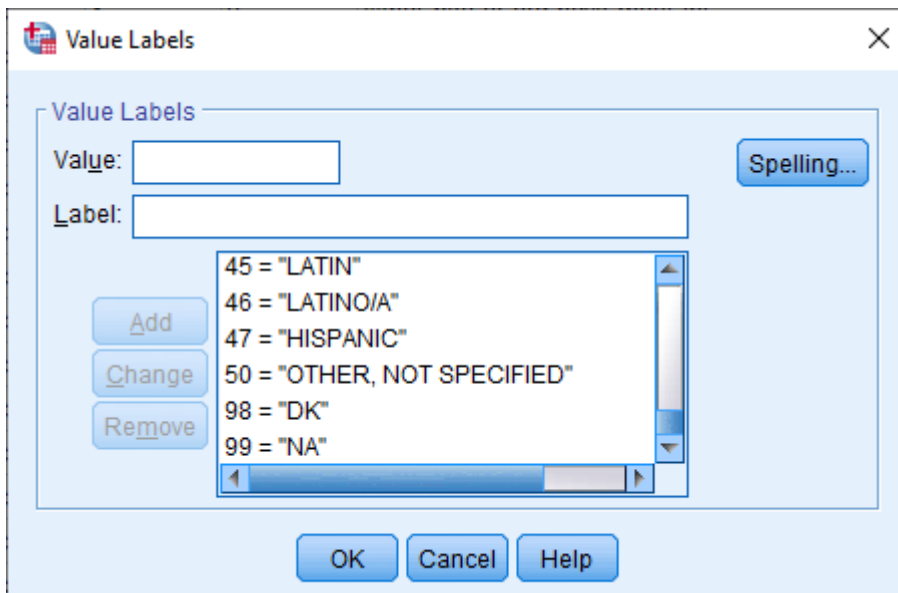 Value Labels
Value Labels
Value:
Spelling...
Label:
45 = "LATIN"
46 = "LATINO/A"
47 = "HISPANIC"
50 = "OTHER, NOT SPECIFIED"
98 = "DK"
99 = "NA"
Add
Change
Remove
OK Cancel Help